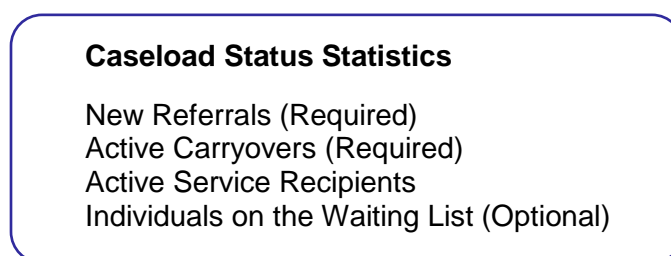 Caseload Status Statistics
New Referrals (Required)
Active Carryovers (Required)
Active Service Recipients
Individuals on the Waiting List (Optional)